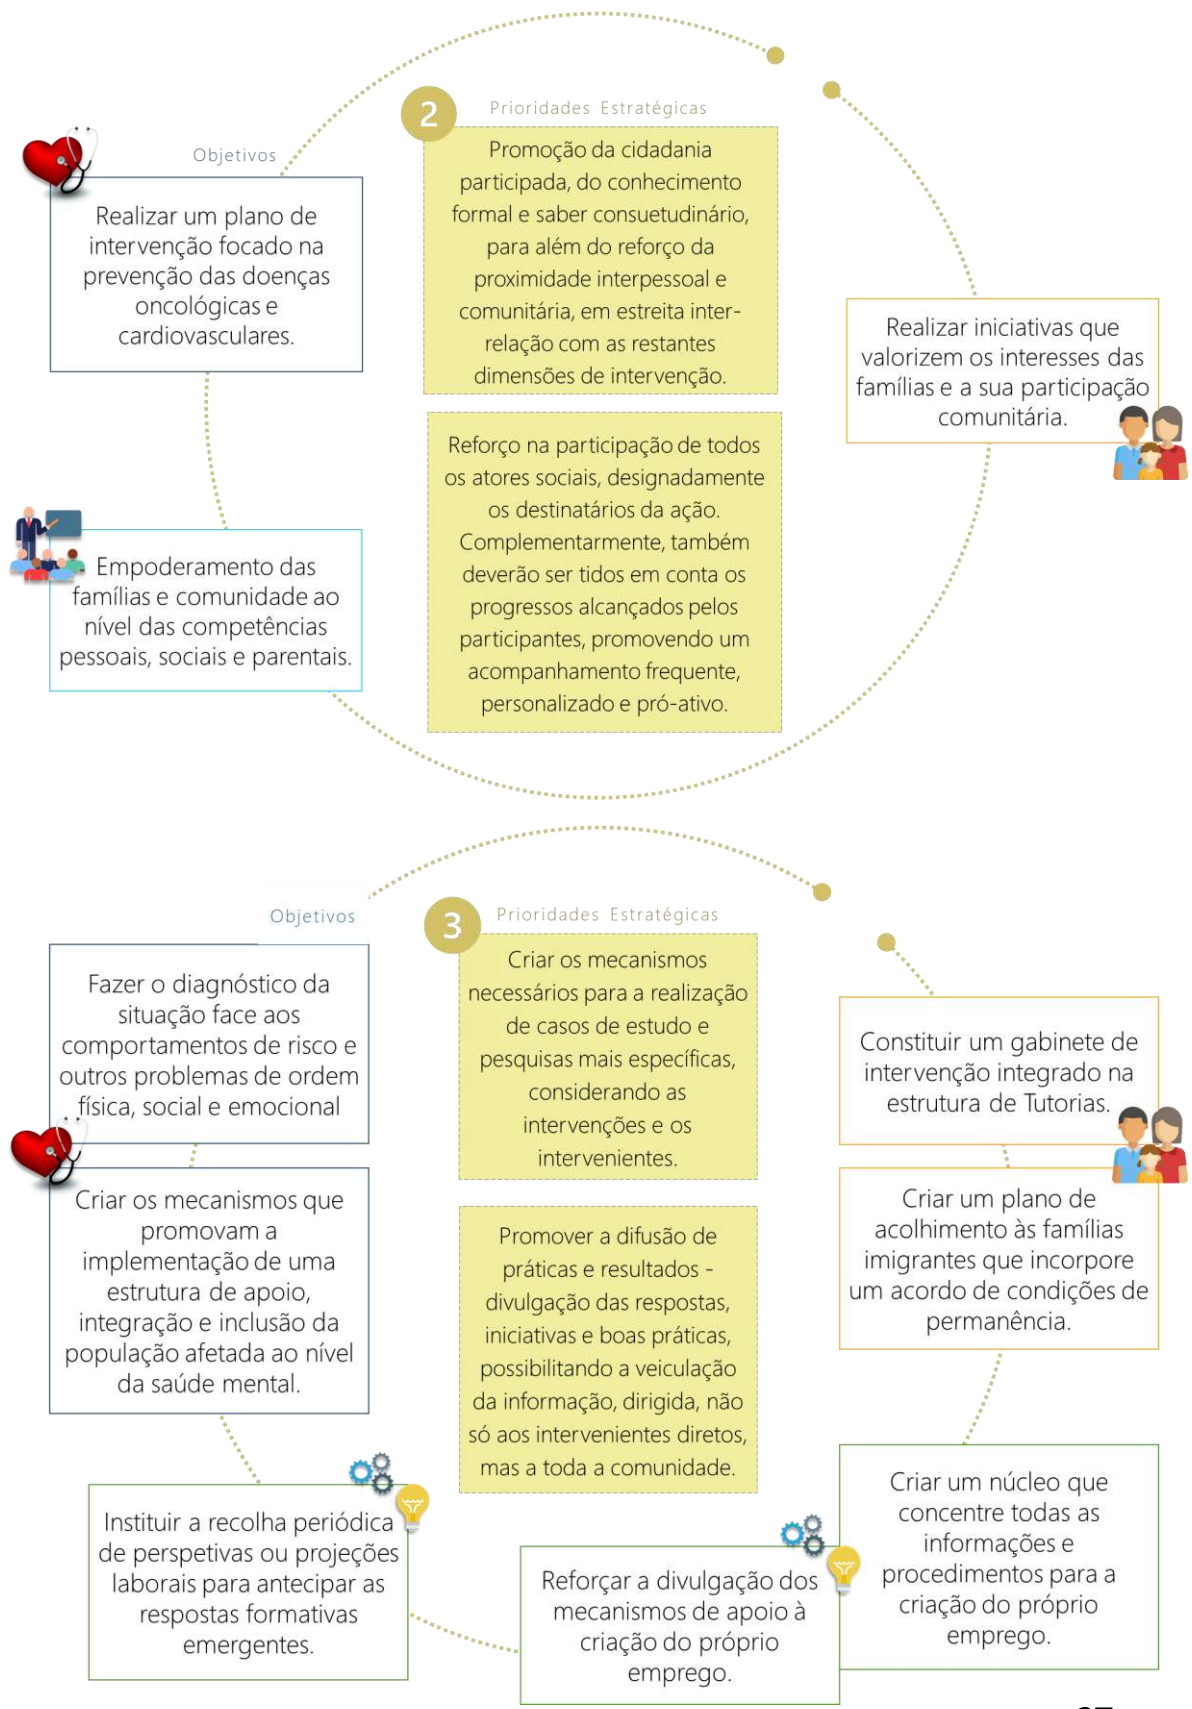 2
Prioridades Estratégicas
Objetivos
Promoção da cidadania
participada, do conhecimento
formal e saber consuetudinário,
para além do reforço da
proximidade interpessoal e
comunitária, em estreita inter-
relação com as restantes
dimensões de intervenção.
Realizar um plano de
intervenção focado na
prevenção das doenças
oncológicas e
cardiovasculares.
Realizar iniciativas que
valorizem os interesses das
famílias e a sua participação
comunitária.
Reforço na participação de todos
os atores sociais, designadamente
os destinatários da ação.
Complementarmente, também
deverão ser tidos em conta os
progressos alcançados pelos
participantes, promovendo um
acompanhamento frequente,
personalizado e pró-ativo.
Empoderamento das
famílias e comunidade ao
nível das competências
pessoais, sociais e parentais.
Objetivos
3
Prioridades Estratégicas
Fazer o diagnóstico da
situação face aos
comportamentos de risco e
outros problemas de ordem
física, social e emocional
Criar os mecanismos
necessários para a realização
de casos de estudo e
pesquisas mais específicas,
considerando as
intervenções e os
intervenientes.
Constituir um gabinete de
intervenção integrado na
estrutura de Tutorias.
Criar os mecanismos que
promovam a
implementação de uma
estrutura de apoio,
integração e inclusão da
população afetada ao nível
da saúde mental.
Promover a difusão de
práticas e resultados -
divulgação das respostas,
iniciativas e boas práticas,
possibilitando a veiculação
da informação, dirigida, não
só aos intervenientes diretos,
mas a toda a comunidade.
Criar um plano de
acolhimento às famílias
imigrantes que incorpore
um acordo de condições de
permanência.
Instituir a recolha periódica
de perspetivas ou projeções
laborais para antecipar as
respostas formativas
emergentes.
Reforçar a divulgação dos
mecanismos de apoio à
criação do próprio
emprego.
Criar um núcleo que
concentre todas as
informações e
procedimentos para a
criação do próprio
emprego.